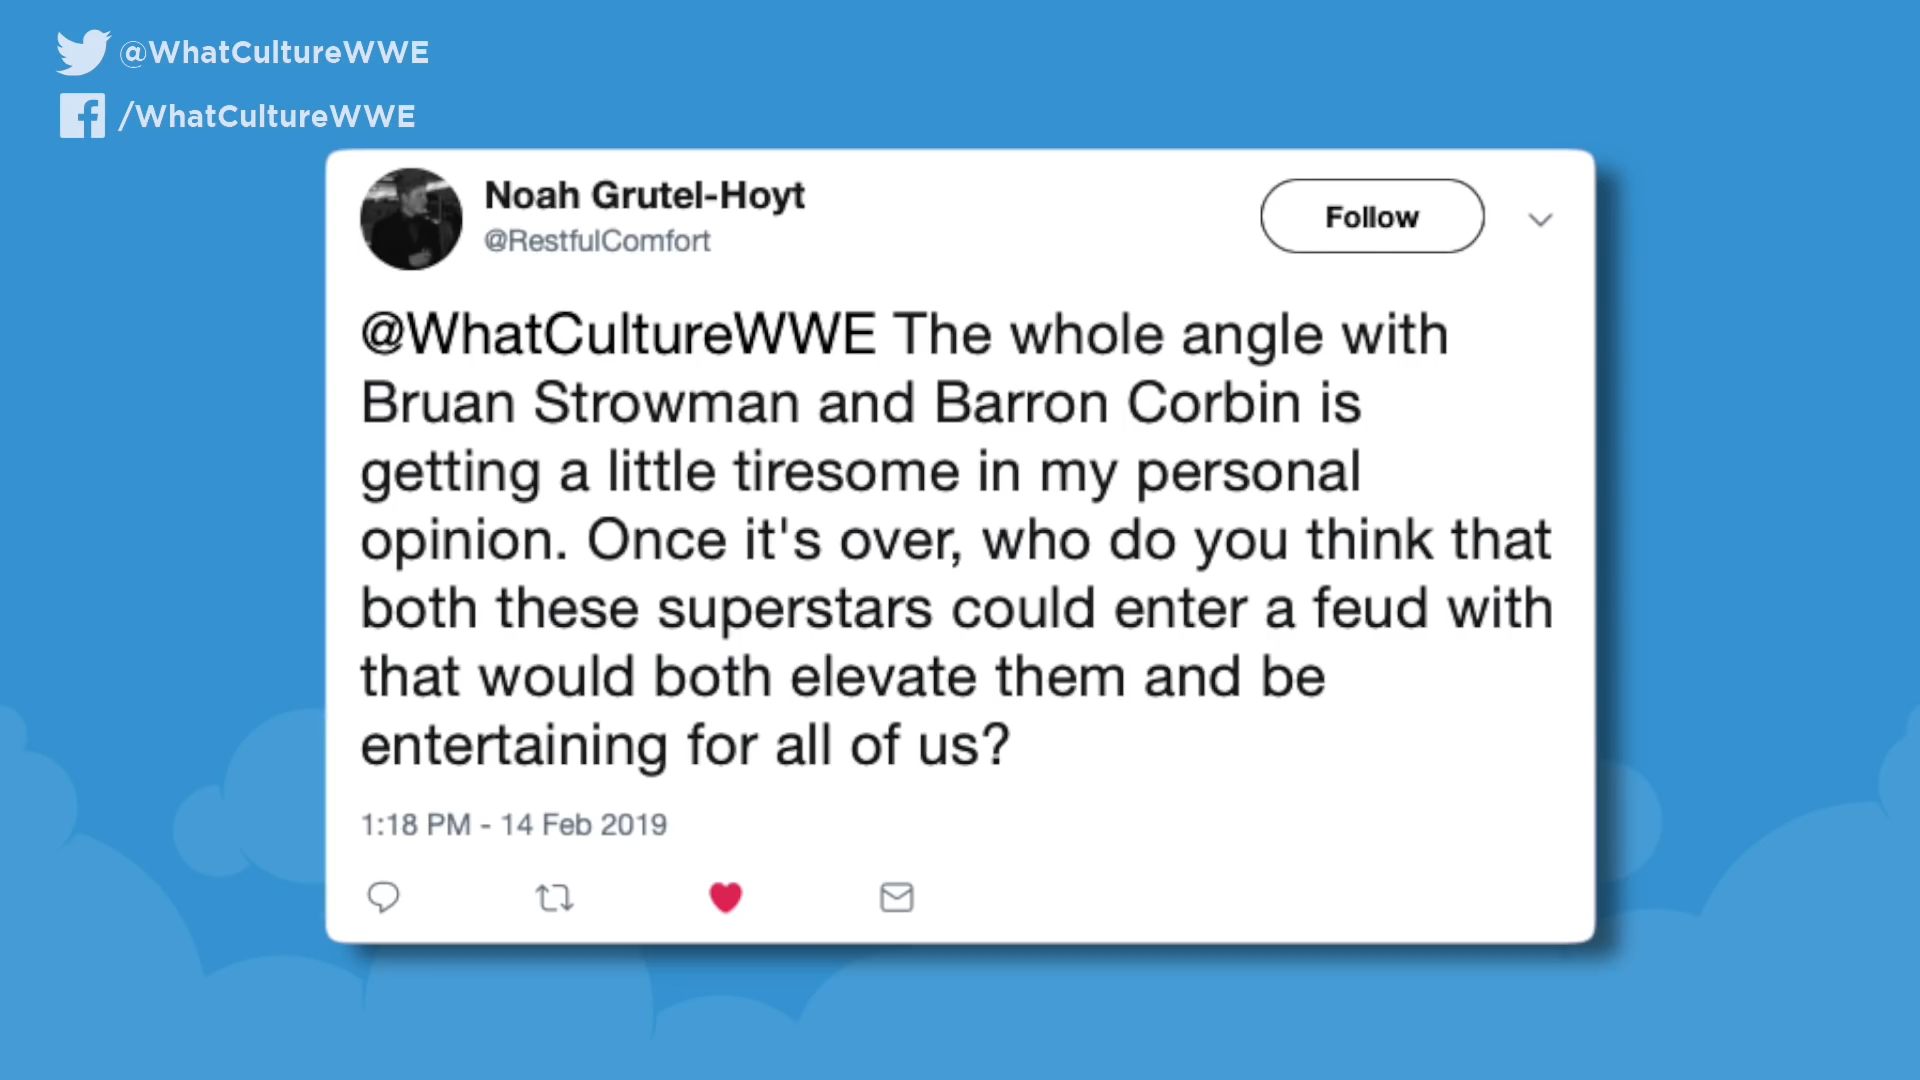 @WhatCultureWWE
/WhatCultureWWE
Noah Grutel-Hoyt
@RestfulComfort
Follow
@WhatCultureWWE The whole angle with
Bruan Strowman and Barron Corbin is
getting a little tiresome in my personal
opinion. Once it's over, who do you think that
both these superstars could enter a feud with
that would both elevate them and be
entertaining for all of us?
1:18 PM - 14 Feb 2019